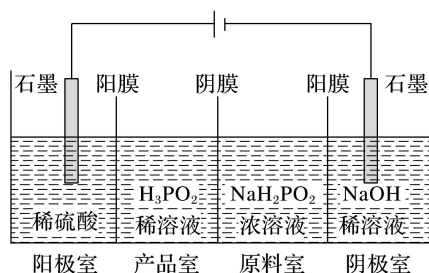 石墨 阳膜 阴膜 阳膜 石墨
H₃PO₂ NaH₂PO₂ NaOH
稀硫酸 稀溶液 浓溶液 稀溶液
阳极室 产品室 原料室 阴极室